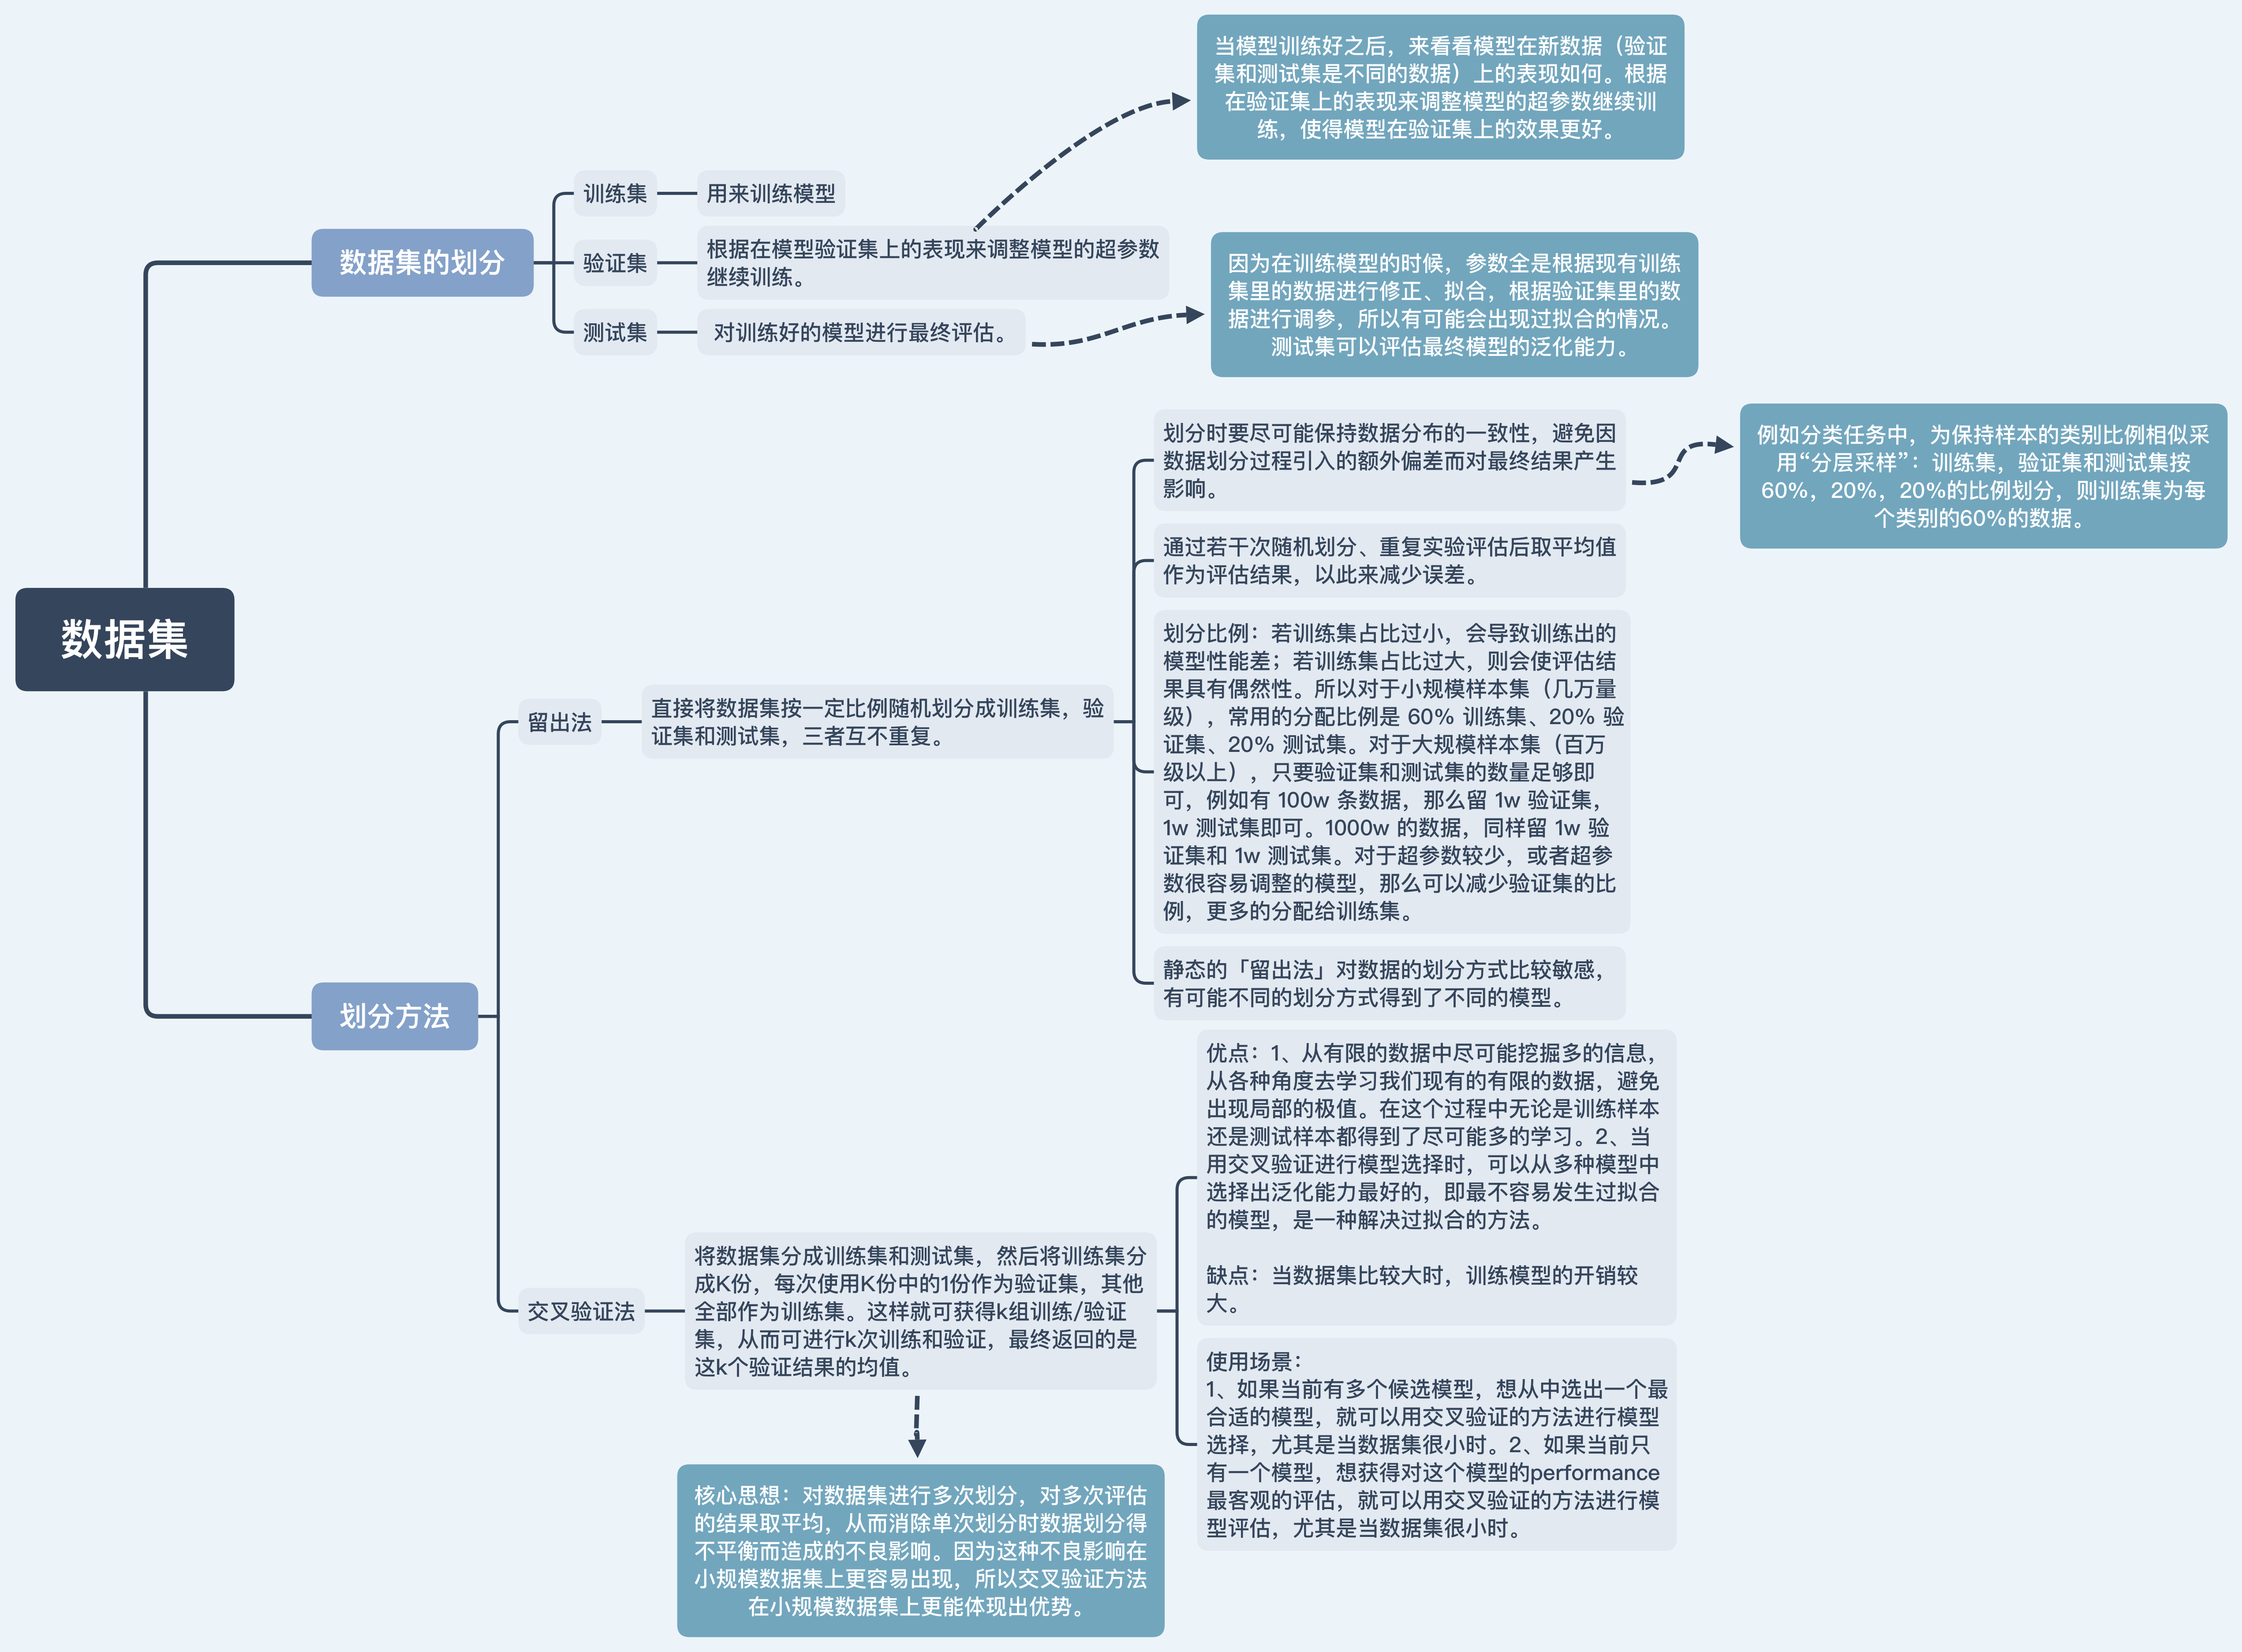 数据集
数据集的划分
训练集
用来训练模型
验证集
根据在模型验证集上的表现来调整模型的超参数
继续训练。
当模型训练好之后，来看看模型在新数据（验证
集和测试集是不同的数据）上的表现如何。根据
在验证集上的表现来调整模型的超参数继续训
练，使得模型在验证集上的效果更好。
测试集
对训练好的模型进行最终评估。
因为在训练模型的时候，参数全是根据现有训练
集里的数据进行修正、拟合，根据验证集里的数
据进行调参，所以有可能会出现过拟合的情况。
测试集可以评估最终模型的泛化能力。
划分方法
留出法
直接将数据集按一定比例随机划分成训练集，验
证集和测试集，三者互不重复。
划分时要尽可能保持数据分布的一致性，避免因
数据划分过程引入的额外偏差而对最终结果产生
影响。
例如分类任务中，为保持样本的类别比例相似采
用“分层采样”：训练集，验证集和测试集按
60%，20%，20%的比例划分，则训练集为每
个类别的60%的数据。
通过若干次随机划分、重复实验评估后取平均值
作为评估结果，以此来减少误差。
划分比例：若训练集占比过小，会导致训练出的
模型性能差；若训练集占比过大，则会使评估结
果具有偶然性。所以对于小规模样本集（几万量
级），常用的分配比例是 60% 训练集、20% 验
证集、20% 测试集。对于大规模样本集（百万
级以上），只要验证集和测试集的数量足够即
可，例如有 100w 条数据，那么留 1w 验证集，
1w 测试集即可。1000w 的数据，同样留 1w 验
证集和 1w 测试集。对于超参数较少，或者超参
数很容易调整的模型，那么可以减少验证集的比
例，更多的分配给训练集。
静态的「留出法」对数据的划分方式比较敏感，
有可能不同的划分方式得到了不同的模型。
交叉验证法
将数据集分成训练集和测试集，然后将训练集分
成K份，每次使用K份中的1份作为验证集，其他
全部作为训练集。这样就可获得k组训练/验证
集，从而可进行k次训练和验证，最终返回的是
这k个验证结果的均值。
核心思想：对数据集进行多次划分，对多次评估
的结果取平均，从而消除单次划分时数据划分得
不平衡而造成的不良影响。因为这种不良影响在
小规模数据集上更容易出现，所以交叉验证方法
在小规模数据集上更能体现出优势。
优点：1、从有限的数据中尽可能挖掘多的信息，
从各种角度去学习我们现有的有限的数据，避免
出现局部的极值。在这个过程中无论是训练样本
还是测试样本都得到了尽可能多的学习。2、当
用交叉验证进行模型选择时，可以从多种模型中
选择出泛化能力最好的，即最不容易发生过拟合
的模型，是一种解决过拟合的方法。
缺点：当数据集比较大时，训练模型的开销较
大。
使用场景：
1、如果当前有多个候选模型，想从中选出一个最
合适的模型，就可以用交叉验证的方法进行模型
选择，尤其是当数据集很小时。2、如果当前只
有一个模型，想获得对这个模型的performance
最客观的评估，就可以用交叉验证的方法进行模
型评估，尤其是当数据集很小时。